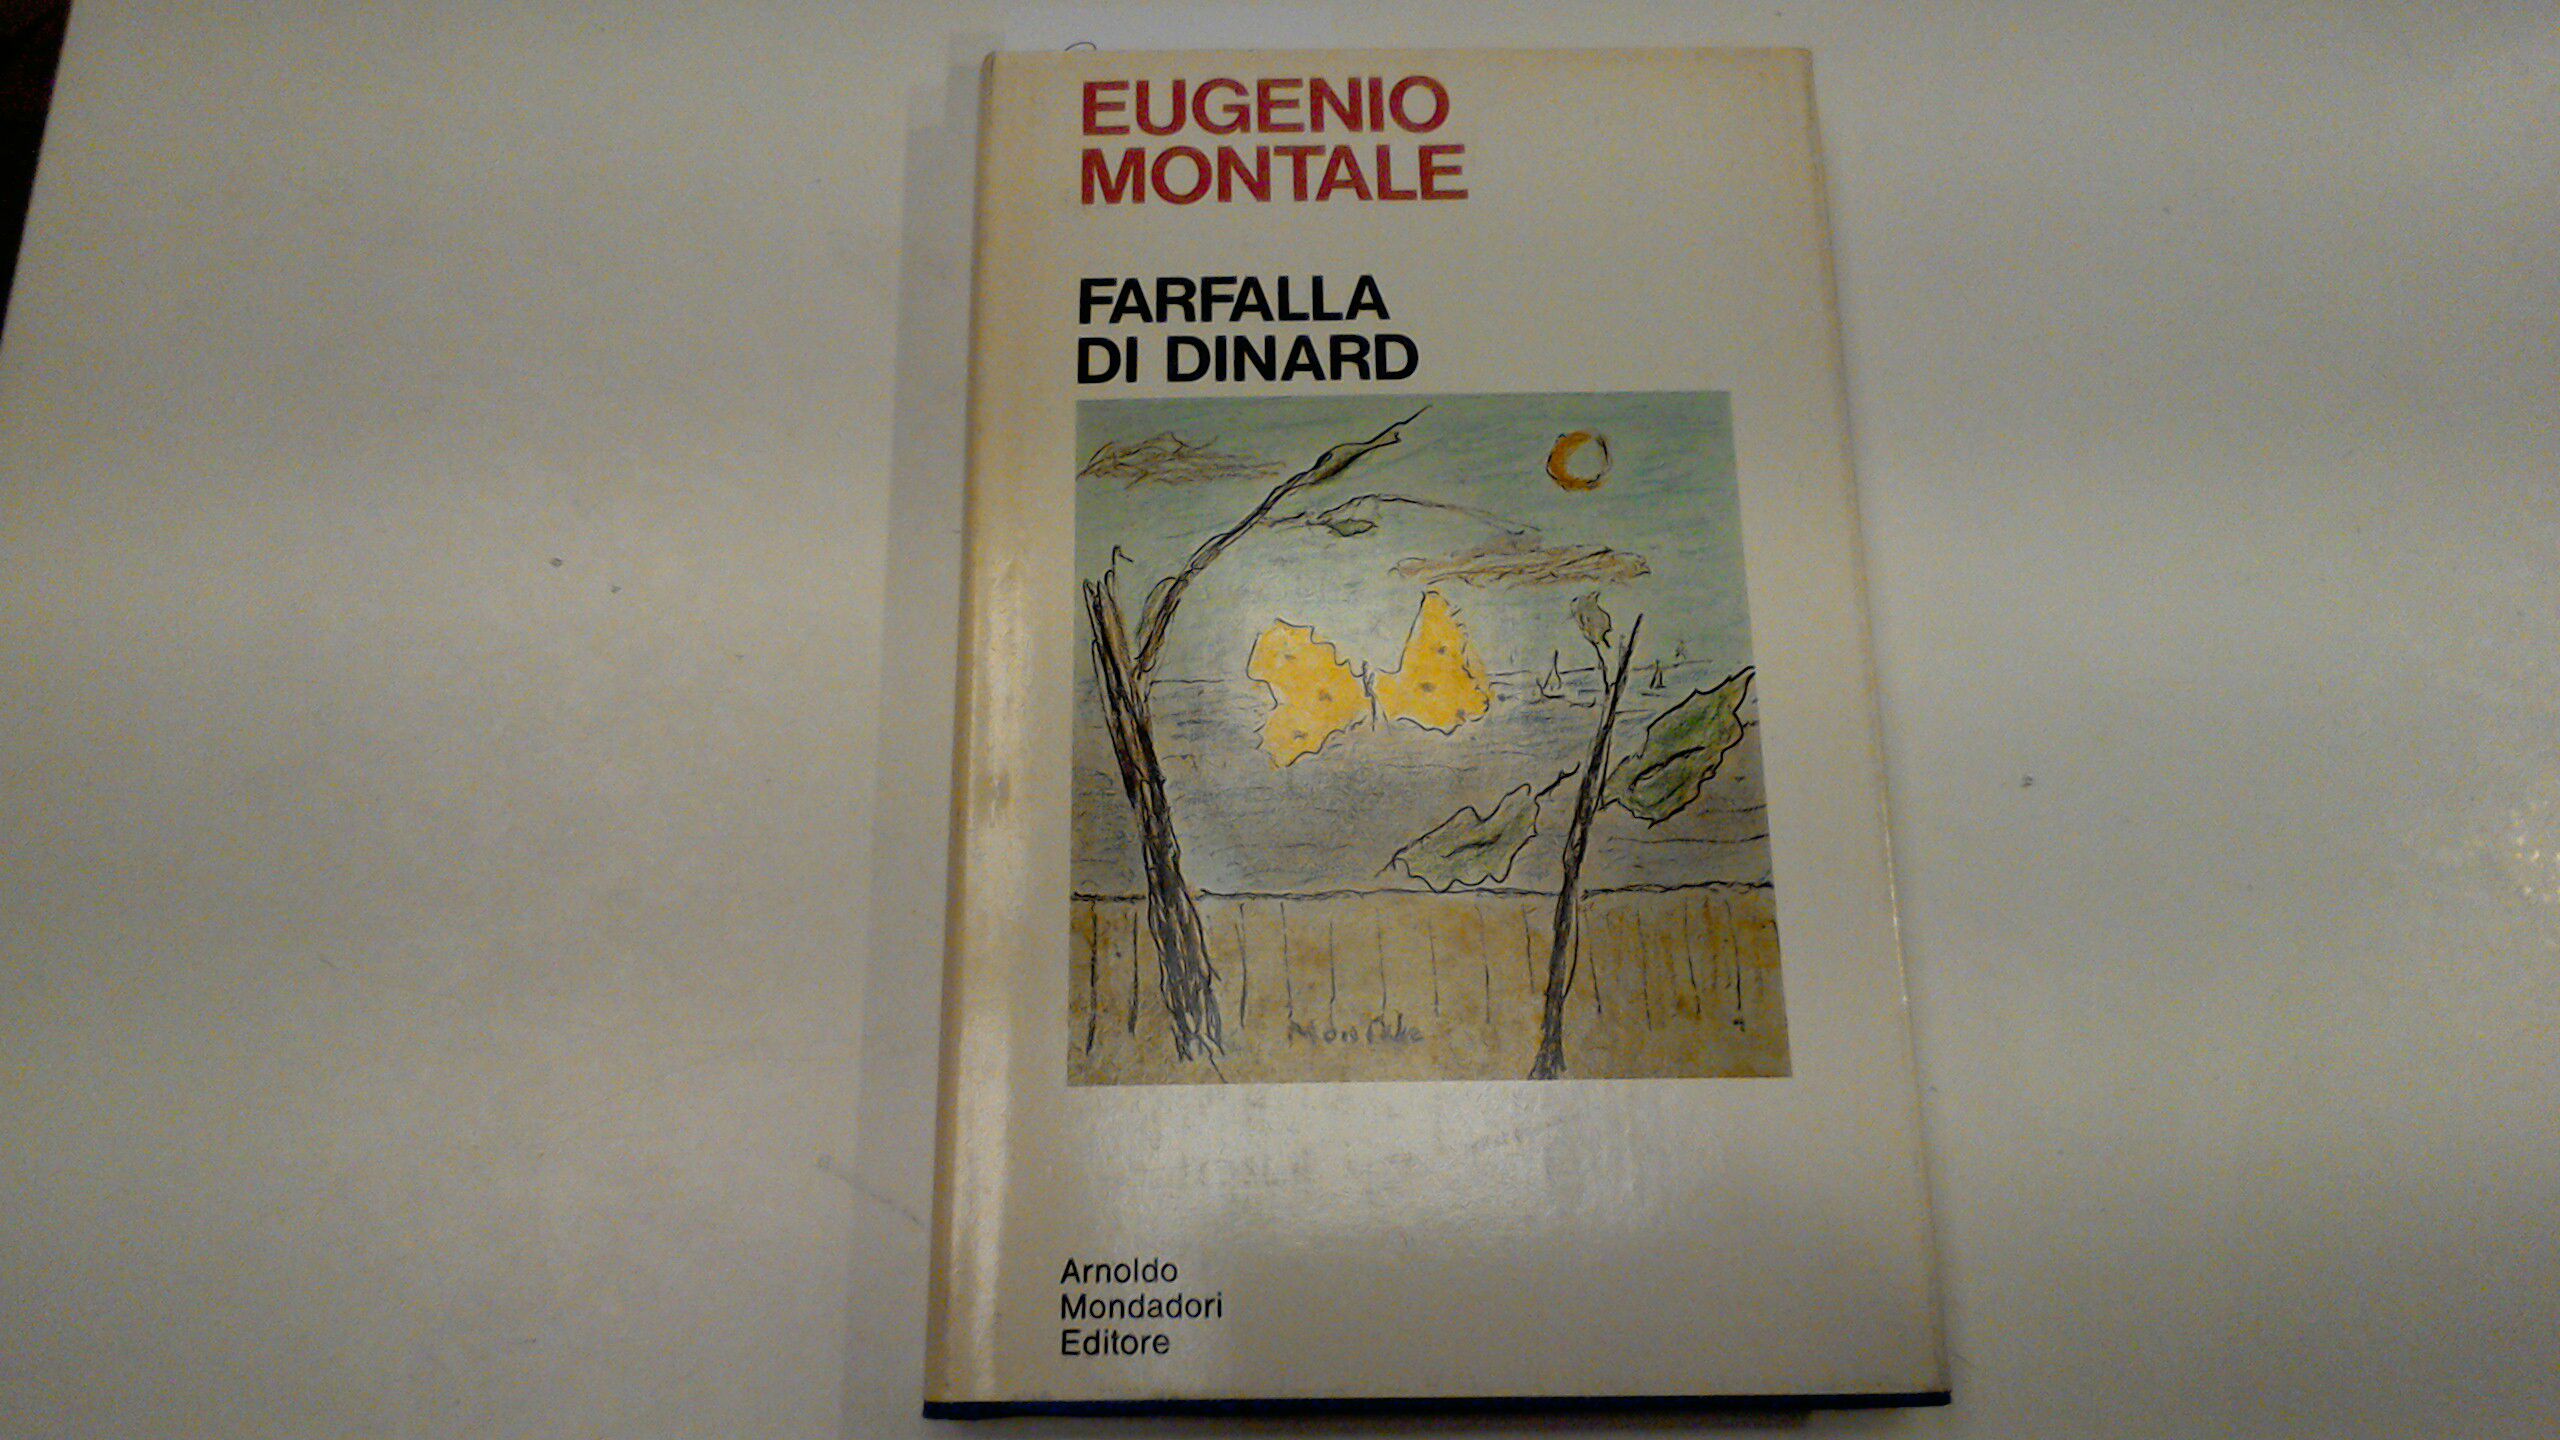 EUGENIO
MONTALE
FARFALLA
DI DINARD
Montale
Arnoldo
Mondadori
Editore